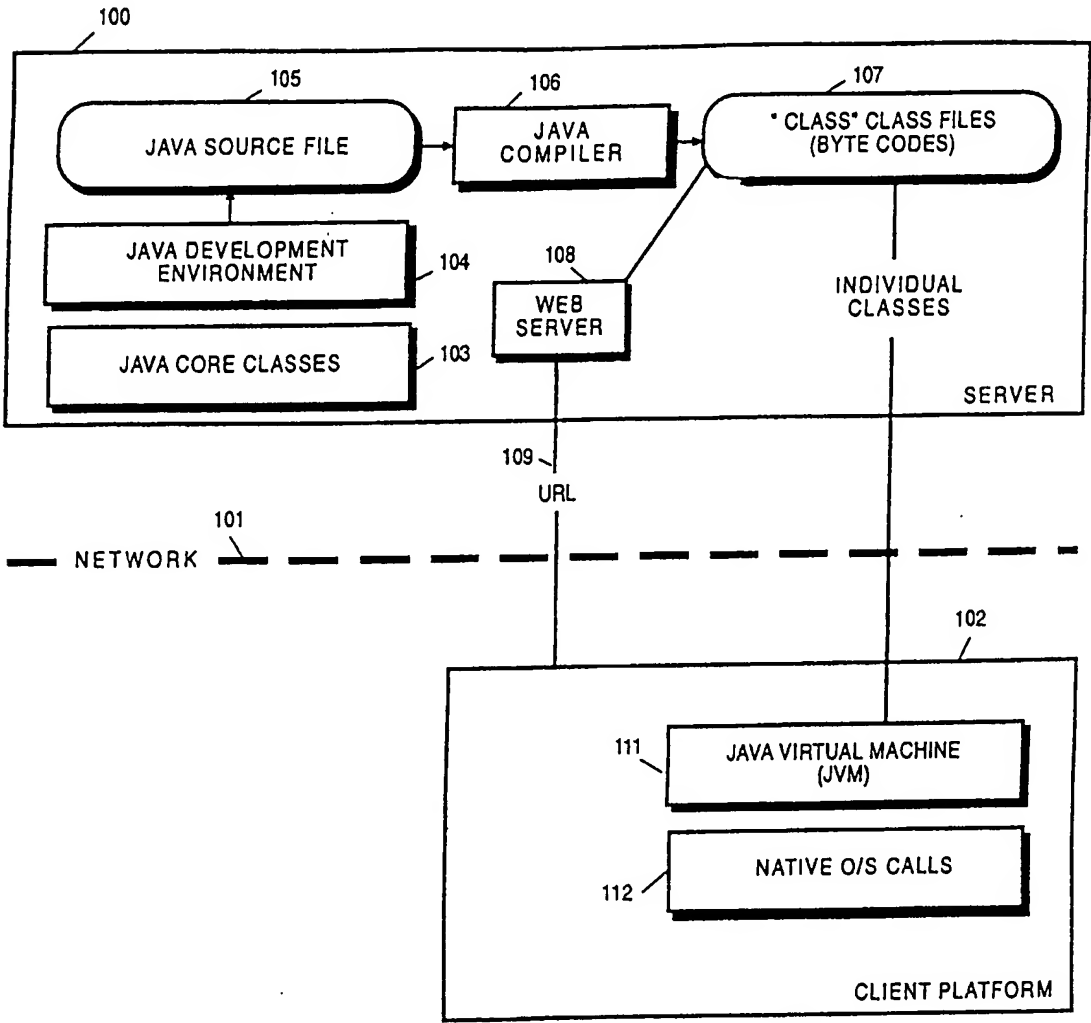 100
105
106
107
JAVA SOURCE FILE
JAVA
COMPILER
" CLASS" CLASS FILES
(BYTE CODES)
JAVA DEVELOPMENT
ENVIRONMENT
104
108
WEB
SERVER
INDIVIDUAL
CLASSES
JAVA CORE CLASSES
103
SERVER
109
URL
101
NETWORK
102
111
JAVA VIRTUAL MACHINE
(JVM)
112
NATIVE O/S CALLS
CLIENT PLATFORM